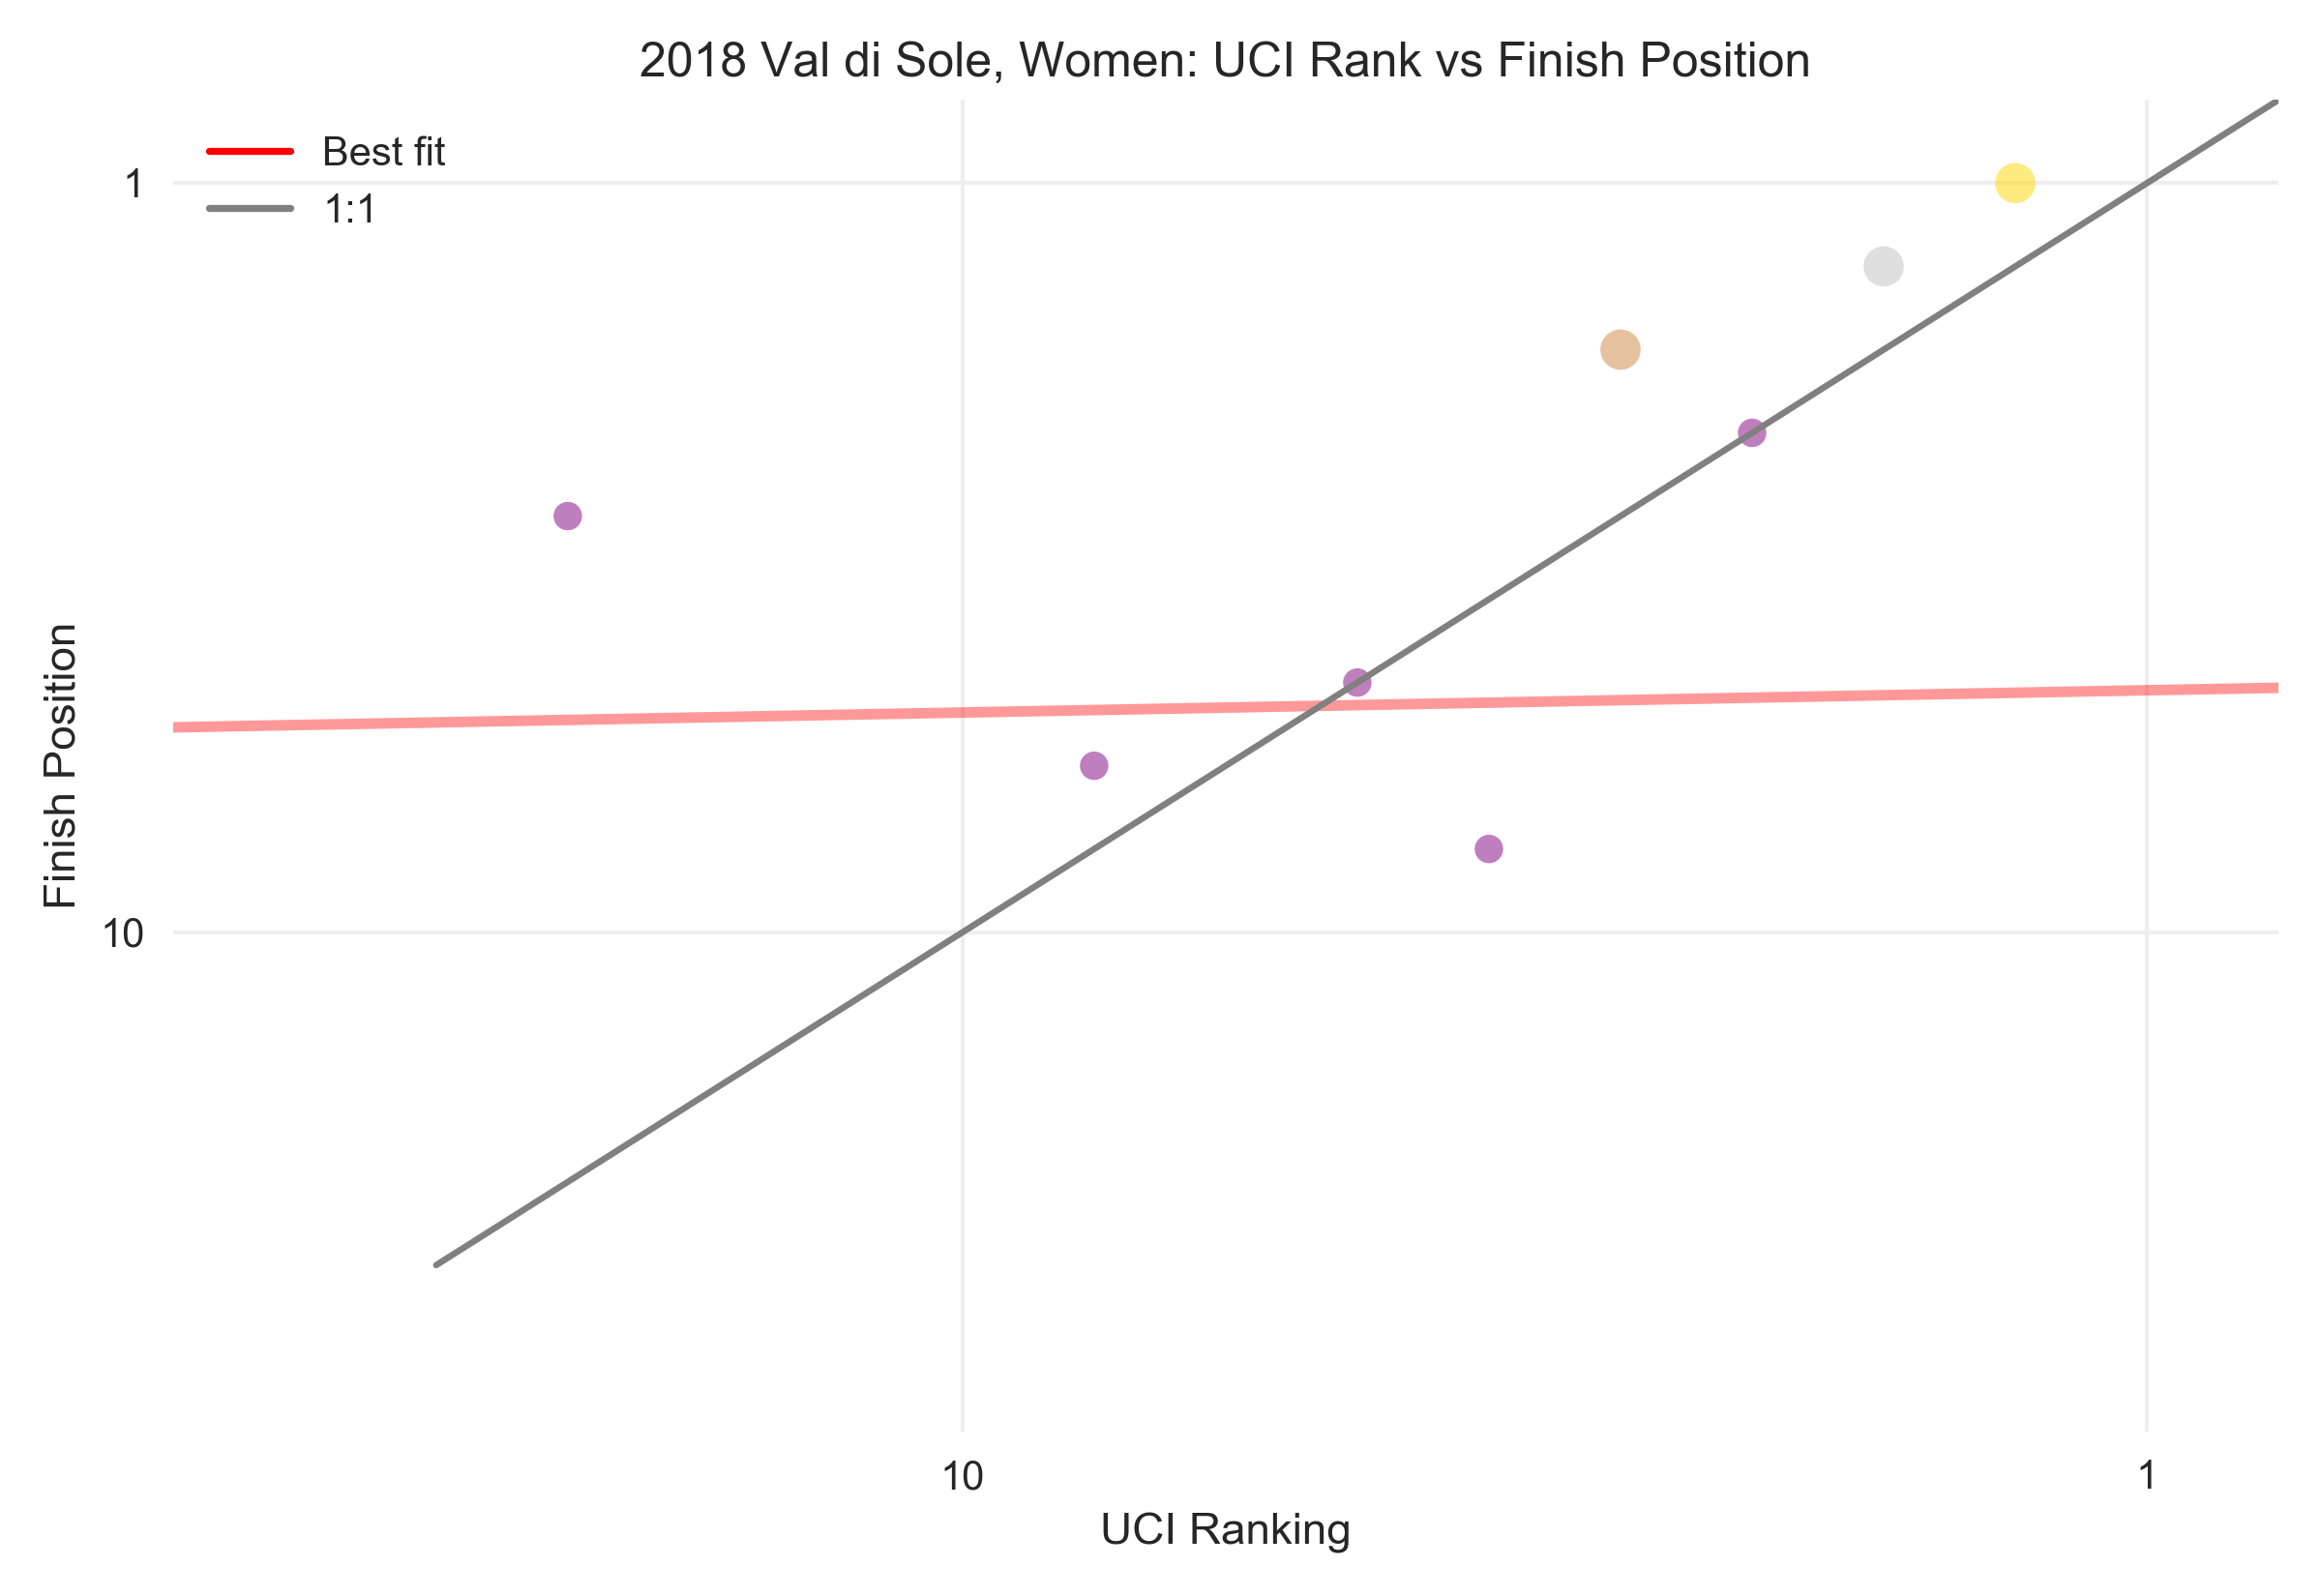 2018 Val di Sole, Women: UCI Rank vs Finish Position
Best fit
1:1
1
10
Finish Position
10
1
UCI Ranking